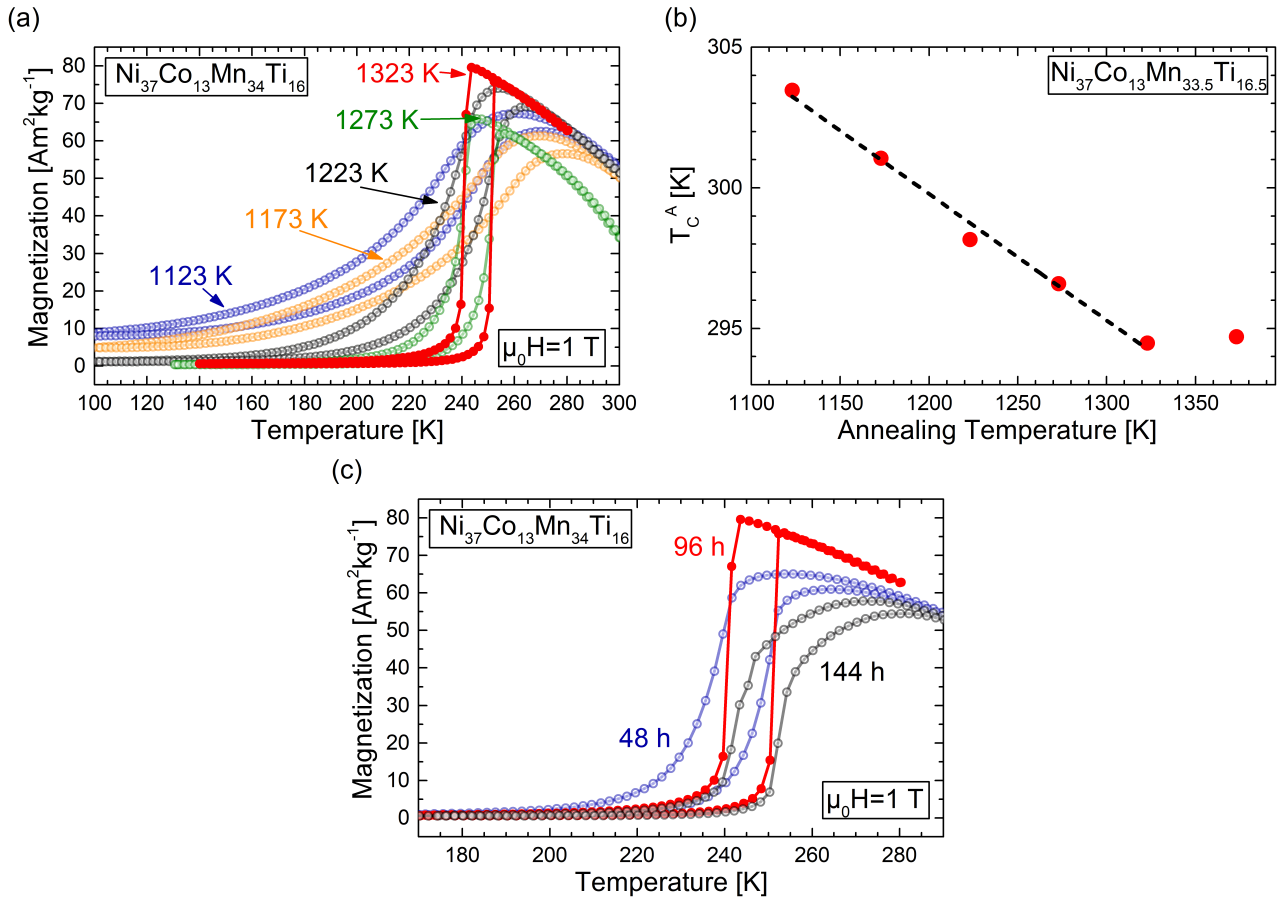 (a)
Ni37Co13Mn34Ti16
1323 K
1273 K
1223 K
1173 K
1123 K
μ0H=1 T
Magnetization [Am²kg⁻¹]
80
70
60
50
40
30
20
10
0
100 120 140 160 180 200 220 240 260 280 300
Temperature [K]
(b)
Ni37Co13Mn33.5Ti16.5
TC^A [K]
305
300
295
1100 1150 1200 1250 1300 1350
Annealing Temperature [K]
(c)
Ni37Co13Mn34Ti16
96 h
144 h
48 h
μ0H=1 T
Magnetization [Am²kg⁻¹]
80
70
60
50
40
30
20
10
0
180 200 220 240 260 280
Temperature [K]